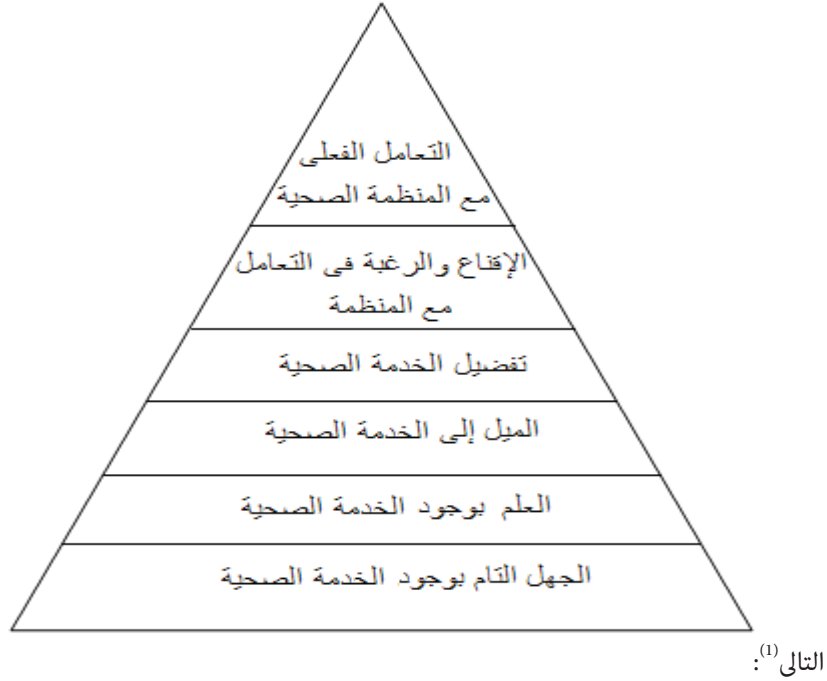 التعامل الفعلى
مع المنظمة الصحية
الإقناع والرغبة فى التعامل
مع المنظمة
تفضيل الخدمة الصحية
الميل إلى الخدمة الصحية
العلم بوجود الخدمة الصحية
الجهل التام بوجود الخدمة الصحية
التالى(1):